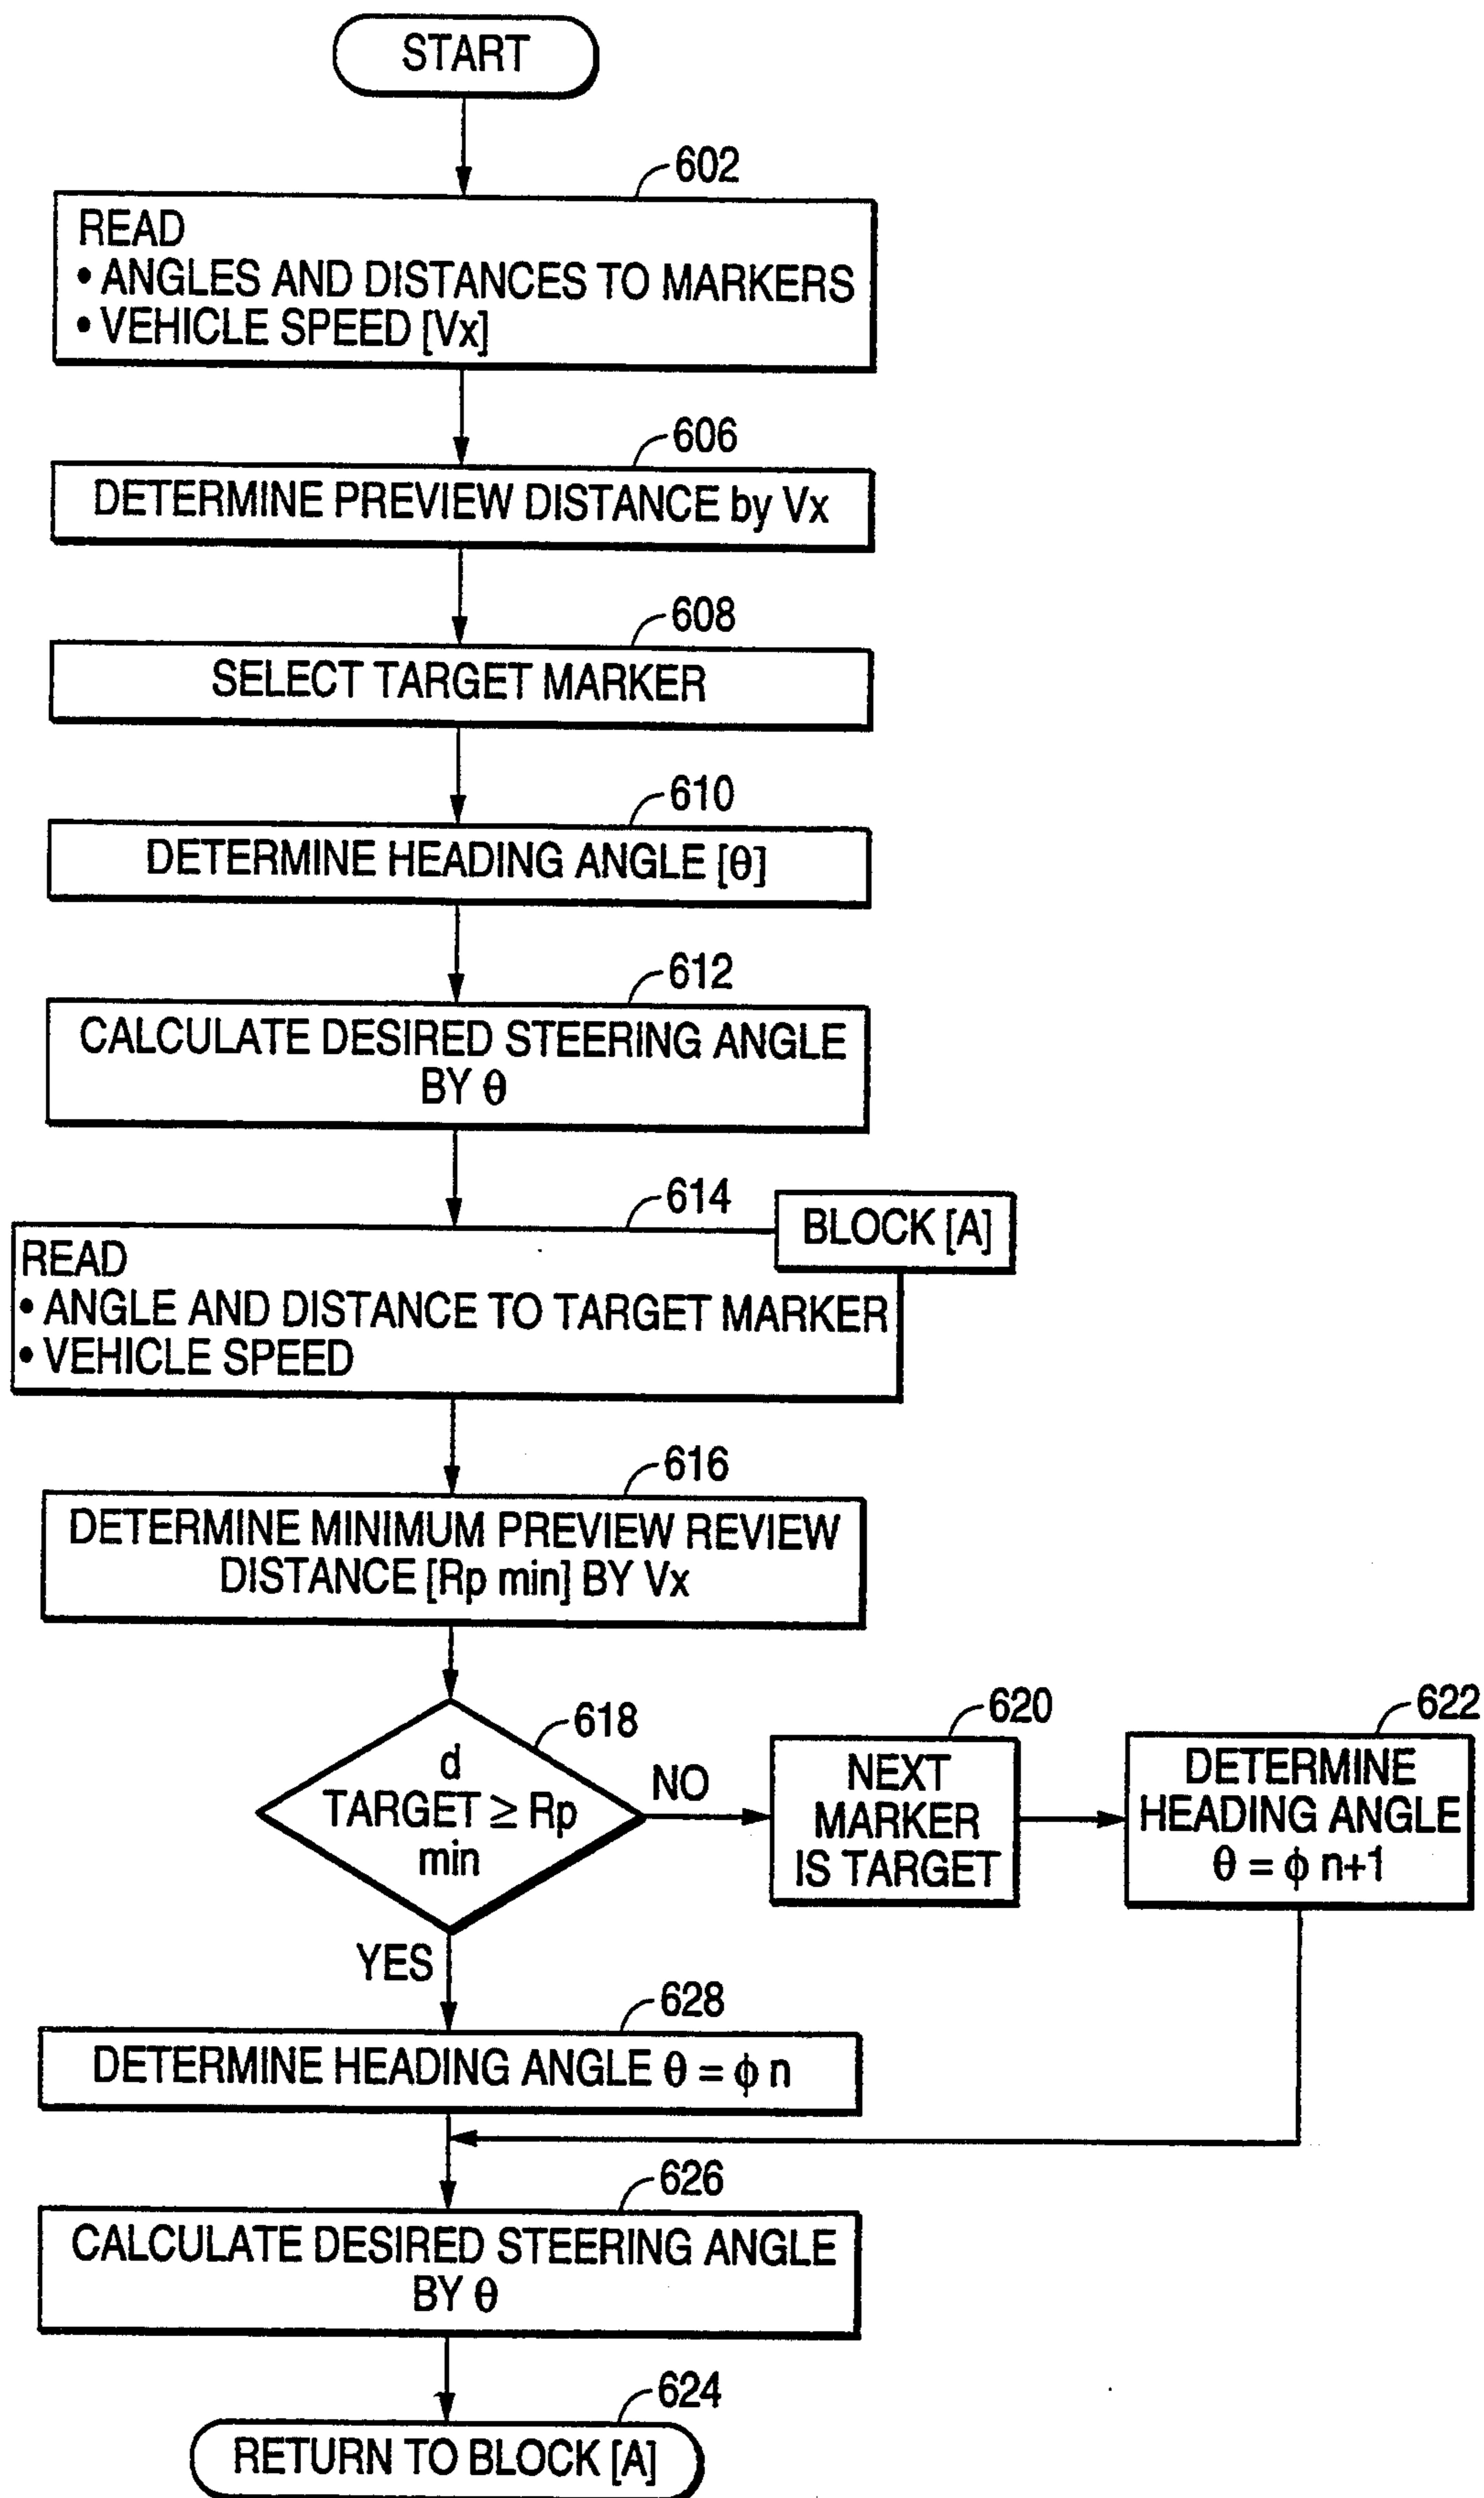 START
602
READ
• ANGLES AND DISTANCES TO MARKERS
• VEHICLE SPEED [Vx]
606
DETERMINE PREVIEW DISTANCE by Vx
608
SELECT TARGET MARKER
610
DETERMINE HEADING ANGLE [θ]
612
CALCULATE DESIRED STEERING ANGLE
BY θ
614
BLOCK [A]
READ
• ANGLE AND DISTANCE TO TARGET MARKER
• VEHICLE SPEED
616
DETERMINE MINIMUM PREVIEW REVIEW
DISTANCE [Rp min] BY Vx
618
d
TARGET ≥ Rp
min
NO
620
NEXT
MARKER
IS TARGET
622
DETERMINE
HEADING ANGLE
θ = ϕ n+1
YES
628
DETERMINE HEADING ANGLE θ = ϕ n
626
CALCULATE DESIRED STEERING ANGLE
BY θ
624
RETURN TO BLOCK [A]